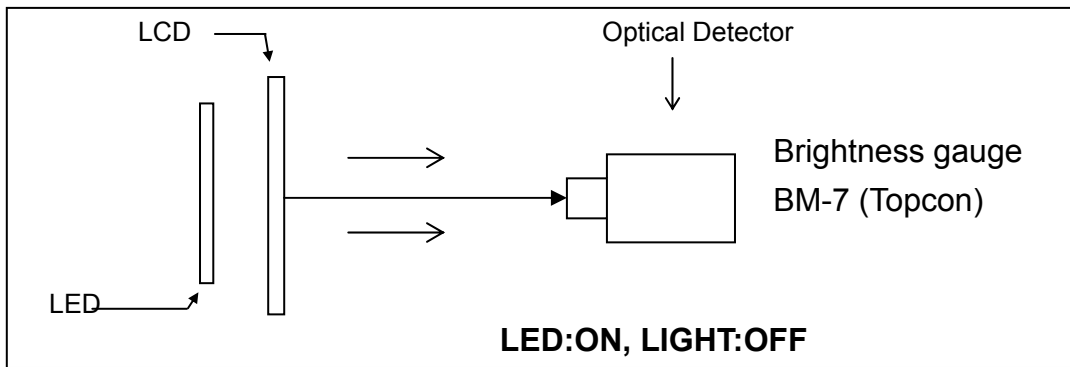 LCD
Optical Detector
Brightness gauge
BM-7 (Topcon)
LED
LED:ON, LIGHT:OFF